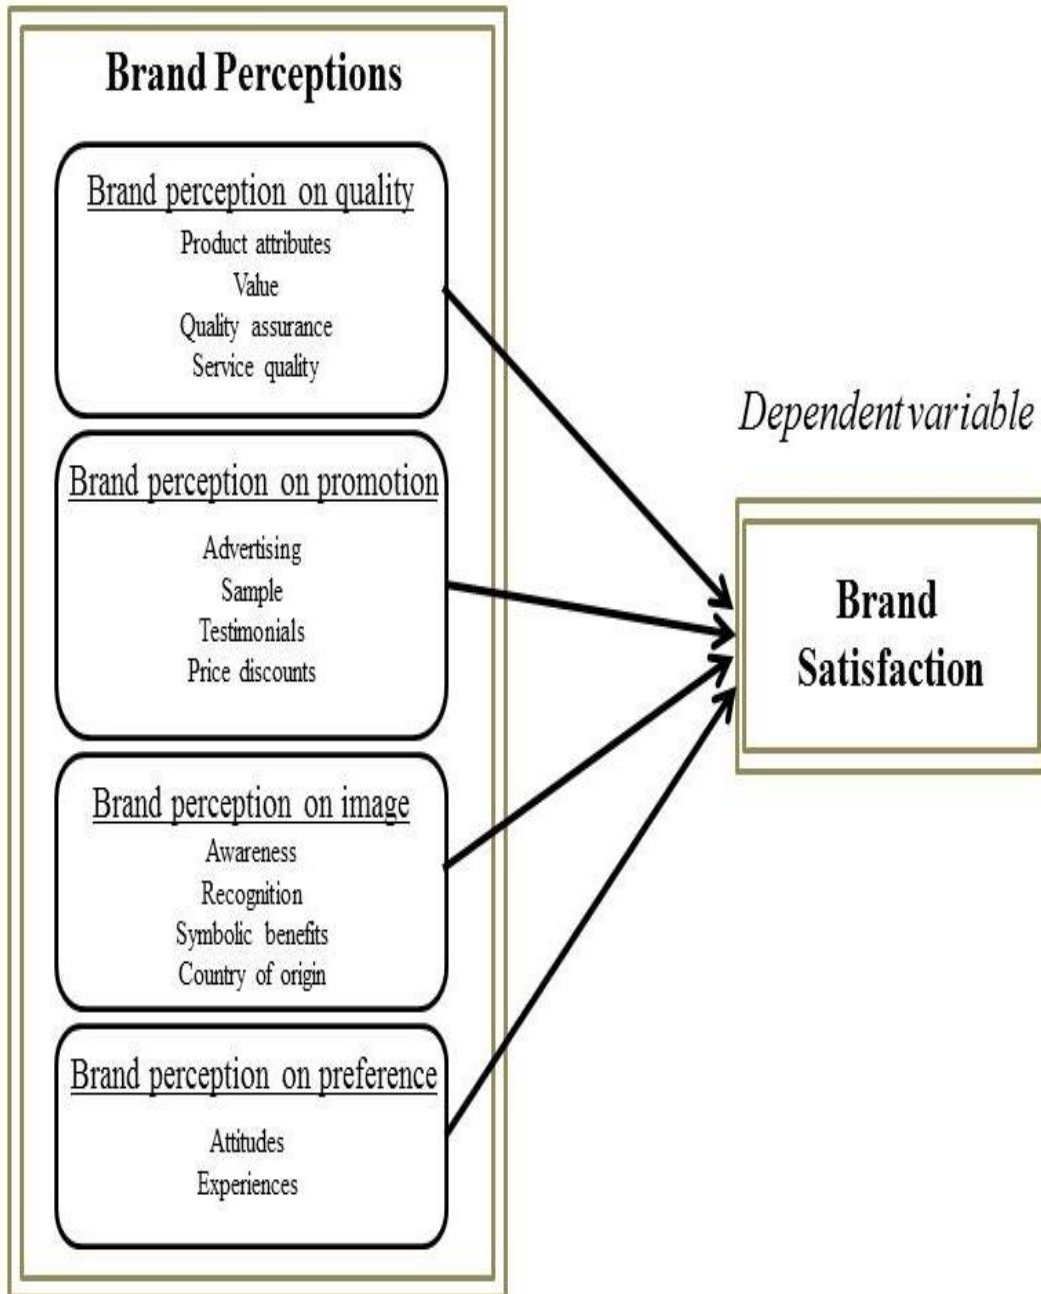 Brand Perceptions
Brand perception on quality
Product attributes
Value
Quality assurance
Service quality
Brand perception on promotion
Advertising
Sample
Testimonials
Price discounts
Brand perception on image
Awareness
Recognition
Symbolic benefits
Country of origin
Brand perception on preference
Attitudes
Experiences
Dependent variable
Brand
Satisfaction